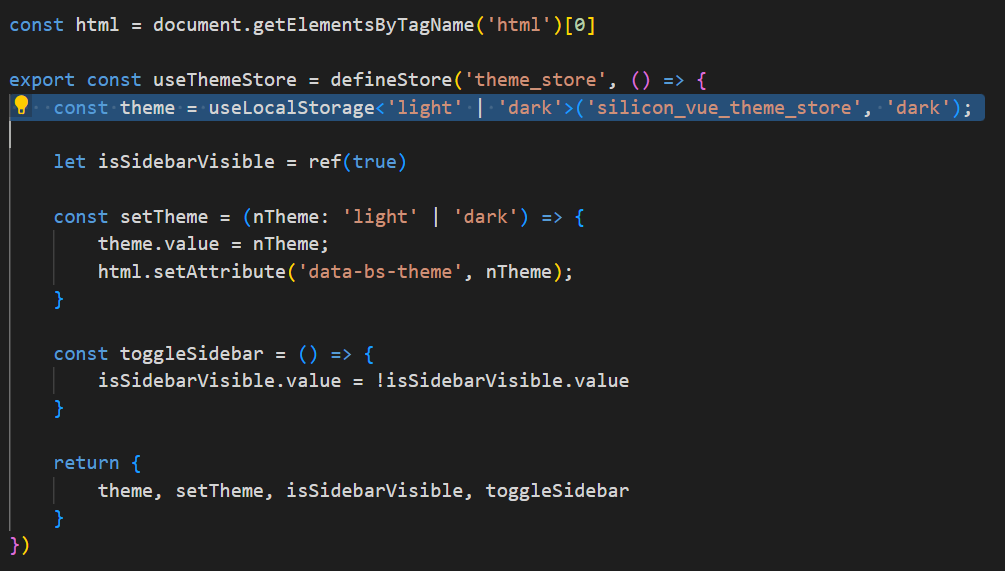 const html = document.getElementsByTagName('html')[0]
export const useThemeStore = defineStore('theme_store', () => {
const theme = useLocalStorage<'light' | 'dark'>('silicon_vue_theme_store', 'dark');
let isSidebarVisible = ref(true)
const setTheme = (nTheme: 'light' | 'dark') => {
theme.value = nTheme;
html.setAttribute('data-bs-theme', nTheme);
}
const toggleSidebar = () => {
isSidebarVisible.value = !isSidebarVisible.value
}
return {
theme, setTheme, isSidebarVisible, toggleSidebar
}
})